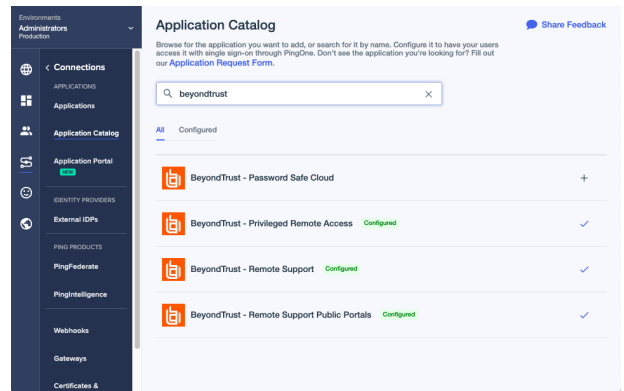 Environments
Administrators
Production
Connections
APPLICATIONS
Applications
Application Catalog
Application Portal
NEW
IDENTITY PROVIDERS
External IDPs
PING PRODUCTS
PingFederate
PingIntelligence
Webhooks
Gateways
Certificates &
Application Catalog
Share Feedback
Browse for the application you want to add, or search for it by name. Configure it to have your users
access it with single sign-on through PingOne. Don't see the application you're looking for? Fill out
our Application Request Form.
beyondtrust
All Configured
BeyondTrust - Password Safe Cloud
BeyondTrust - Privileged Remote Access Configured
BeyondTrust - Remote Support Configured
BeyondTrust - Remote Support Public Portals Configured